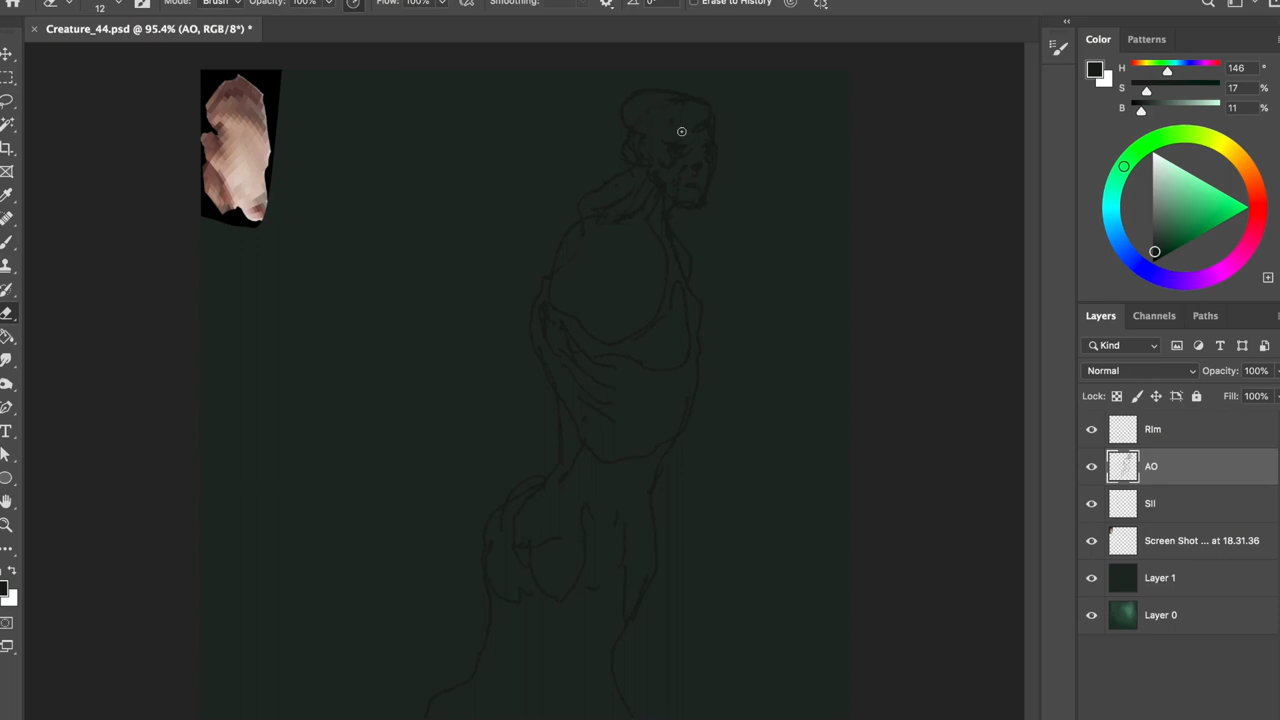 Mode: Brush Opacity: 100% Flow: 100% Smoothing: 0° Erase to History
× Creature_44.psd @ 95.4% (AO, RGB/8*) *
12
Color Patterns
H 146 °
S 17 %
B 11 %
Layers Channels Paths
Kind
Normal Opacity: 100%
Lock: Fill: 100%
RIm
AO
SIl
Screen Shot ... at 18.31.36
Layer 1
Layer 0